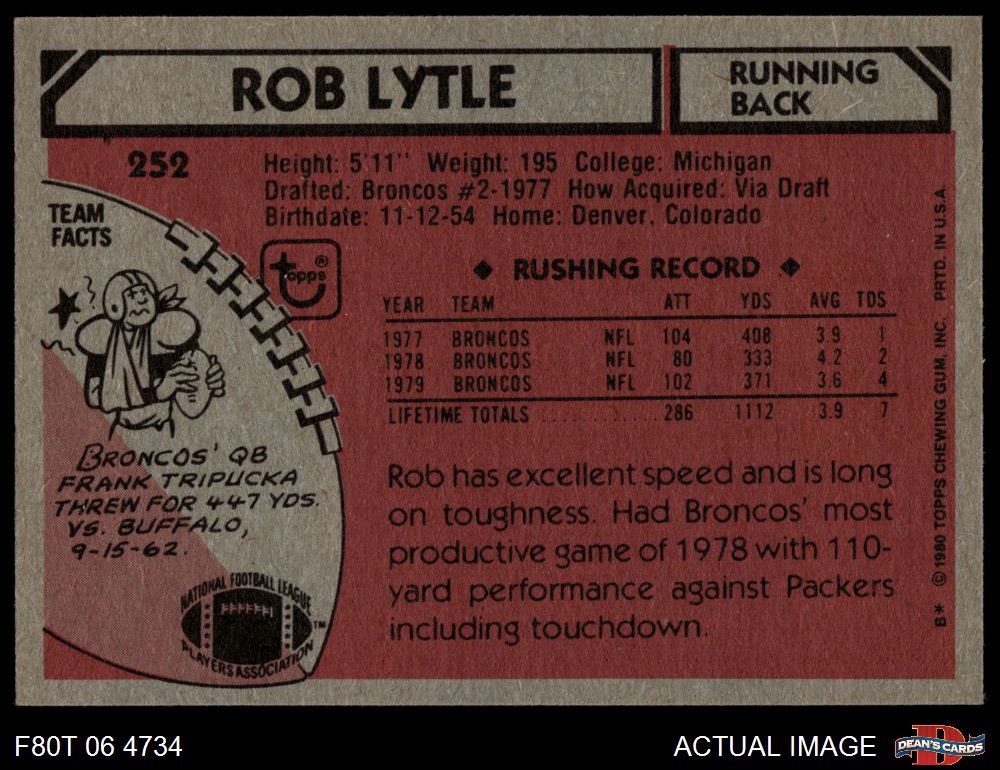 ROB LYTLE
RUNNING
BACK
252
Height: 5'11" Weight: 195 College: Michigan
Drafted: Broncos #2-1977 How Acquired: Via Draft
Birthdate: 11-12-54 Home: Denver, Colorado
TEAM
FACTS
topps®
BRONCOS' QB
FRANK TRIPUCKA
THREW FOR 447 YDS.
VS. BUFFALO,
9-15-62.
NATIONAL FOOTBALL LEAGUE
PLAYERS ASSOCIATION
TM
◆ RUSHING RECORD ◆
YEAR TEAM ATT YDS AVG TDS
1977 BRONCOS NFL 104 408 3.9 1
1978 BRONCOS NFL 80 333 4.2 2
1979 BRONCOS NFL 102 371 3.6 4
LIFETIME TOTALS ............ 286 1112 3.9 7
Rob has excellent speed and is long
on toughness. Had Broncos' most
productive game of 1978 with 110-
yard performance against Packers
including touchdown.
B* © 1980 TOPPS CHEWING GUM, INC. PRTD. IN U.S.A.
F80T 06 4734
ACTUAL IMAGE
D
DEAN'S CARDS